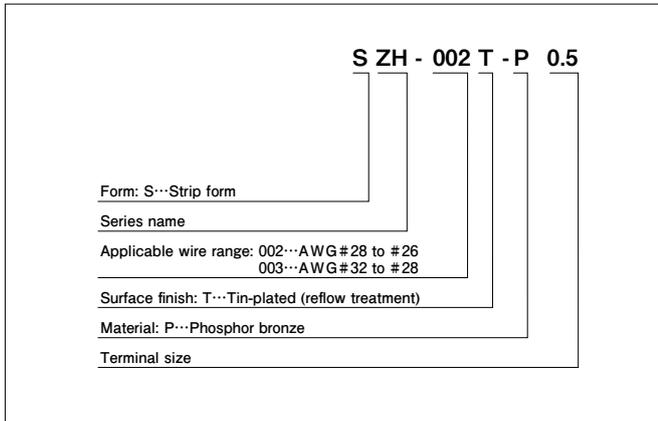 S ZH - 002 T - P 0.5
Form: S…Strip form
Series name
Applicable wire range: 002…AWG#28 to #26
003…AWG#32 to #28
Surface finish: T…Tin-plated (reflow treatment)
Material: P…Phosphor bronze
Terminal size